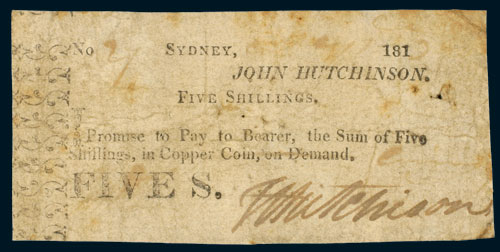 No SYDNEY, 181
JOHN HUTCHINSON.
FIVE SHILLINGS.
Promise to Pay to Bearer, the Sum of Five
Shillings, in Copper Coin, on Demand.
FIVE S.
Hutchinson